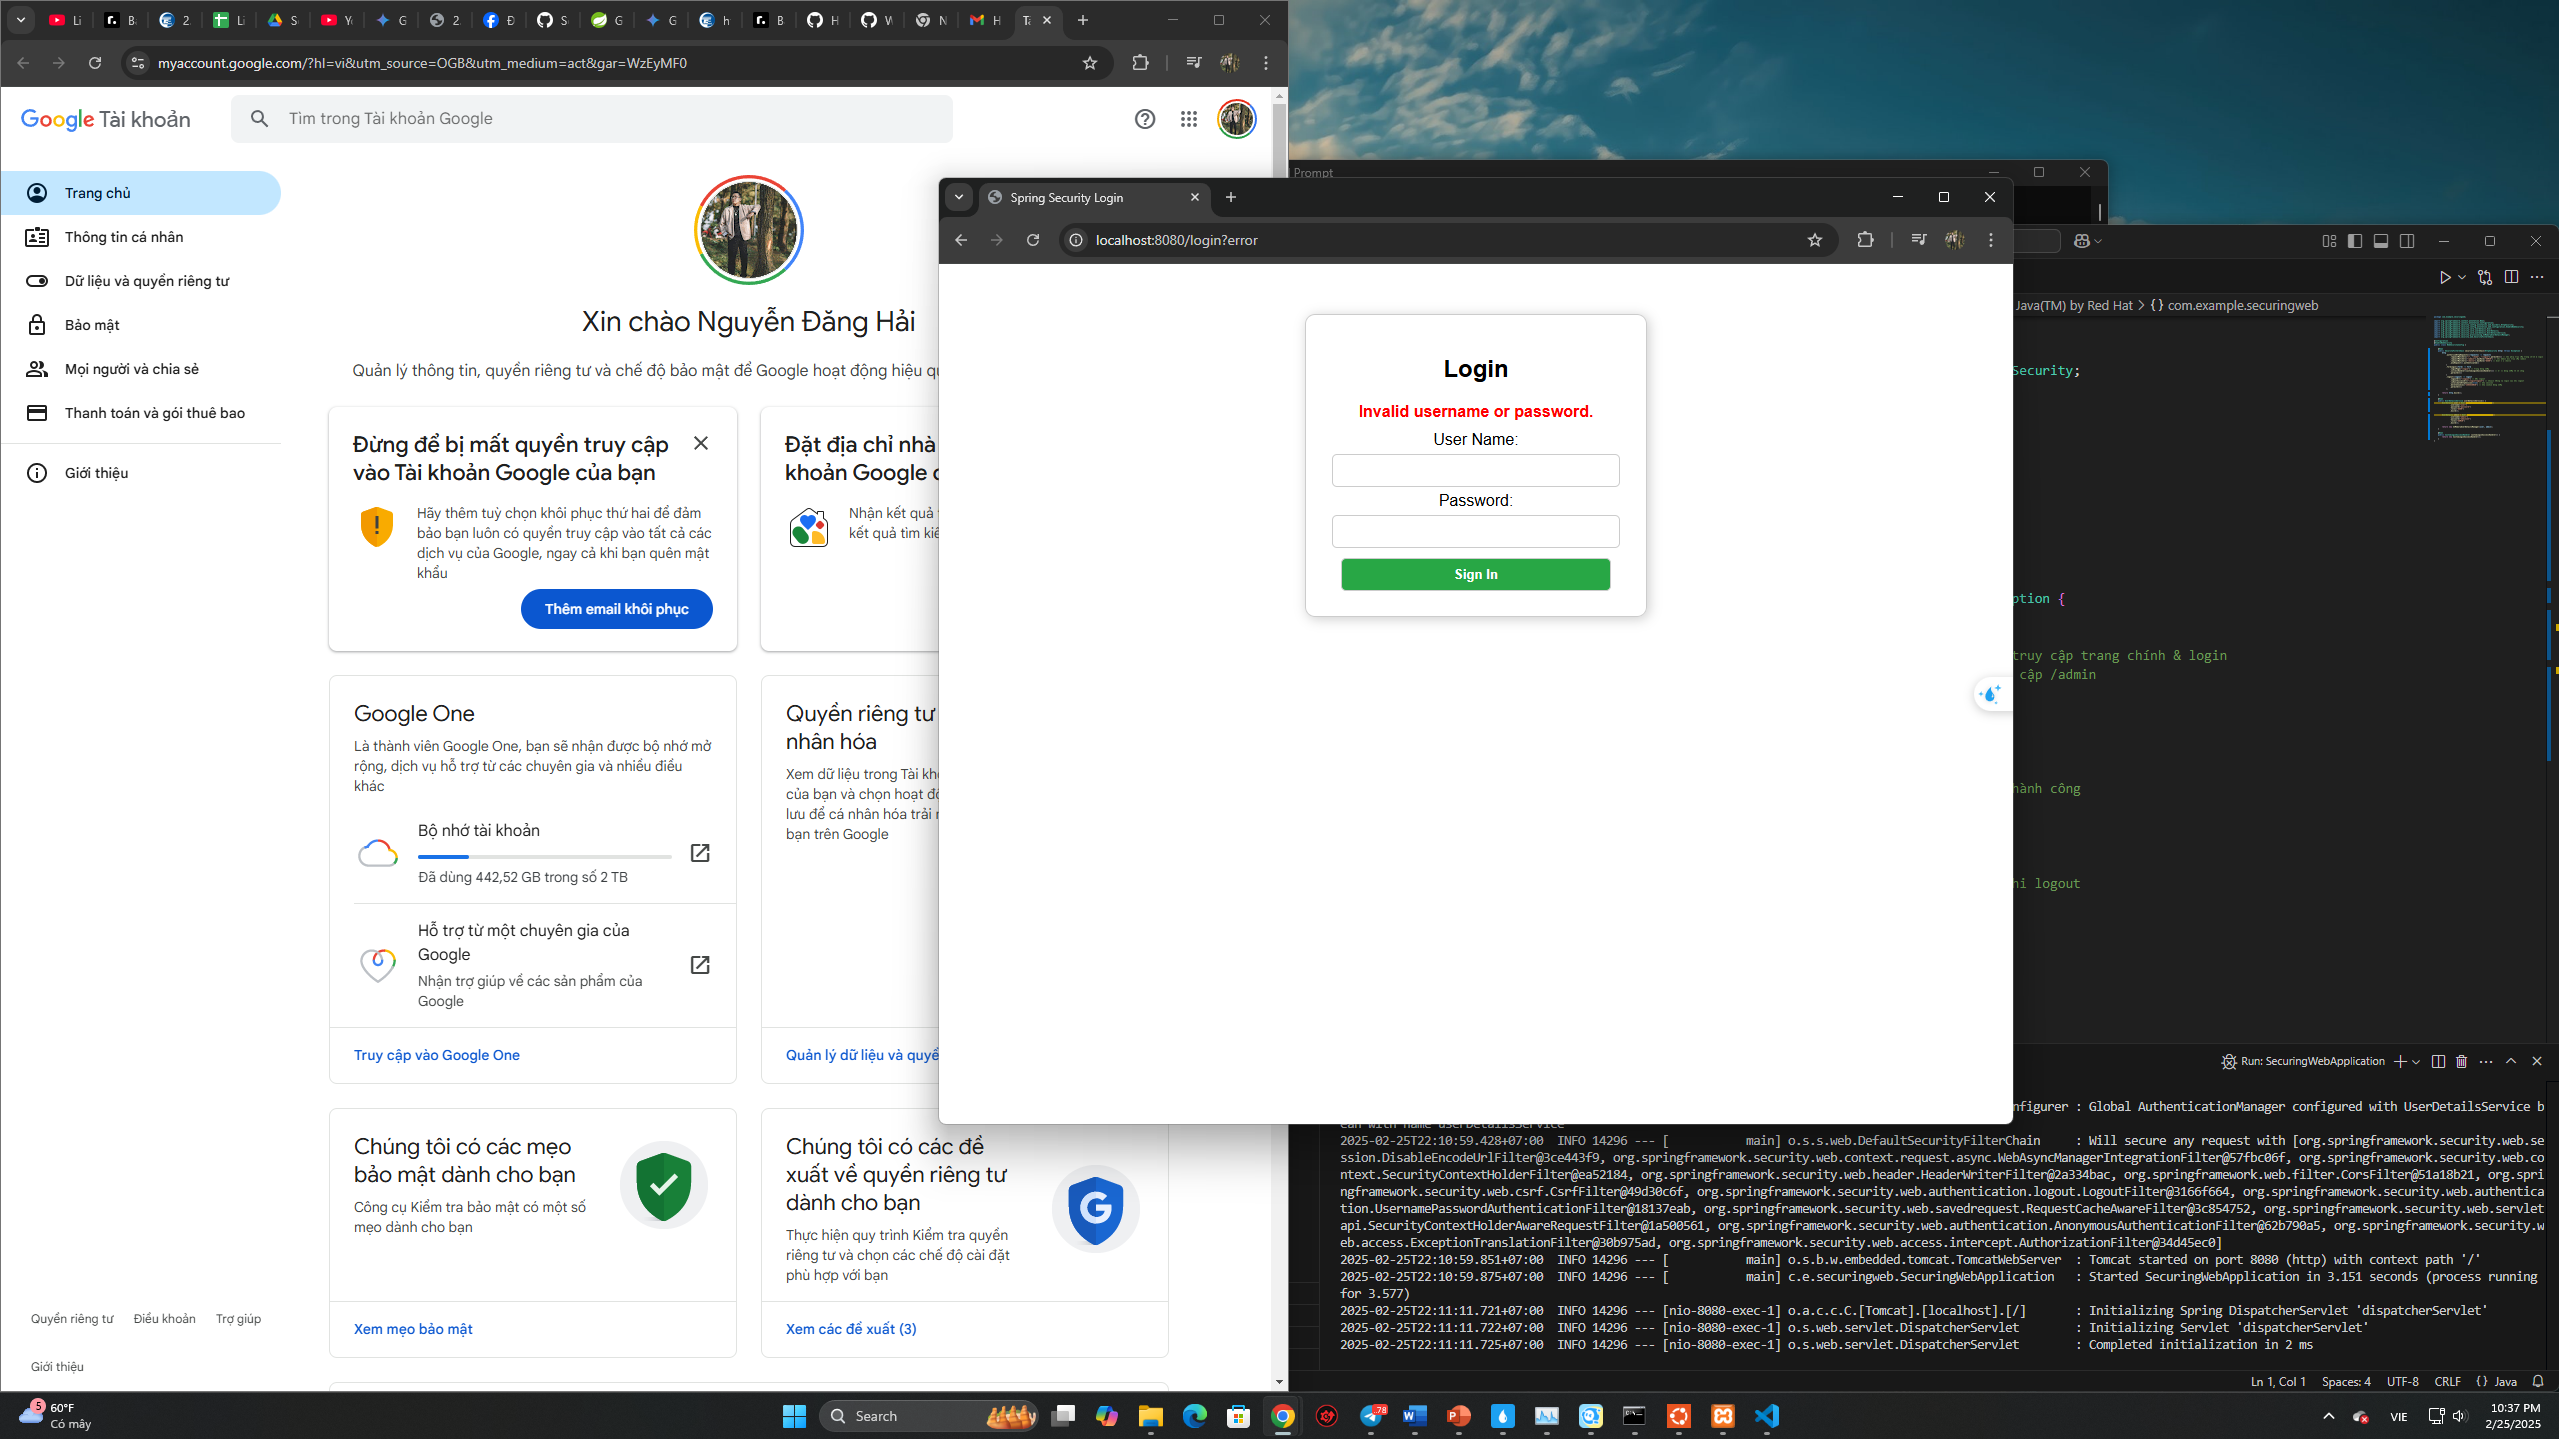 Li
B
2
Li
S
Yo
G
2
Đ
S
G
G
h
B
H
W
N
H
Tà
myaccount.google.com/?hl=vi&utm_source=OGB&utm_medium=act&gar=WzEyMF0
Google Tài khoản
Tìm trong Tài khoản Google
Trang chủ
Thông tin cá nhân
Dữ liệu và quyền riêng tư
Bảo mật
Mọi người và chia sẻ
Thanh toán và gói thuê bao
Giới thiệu
Xin chào Nguyễn Đăng Hải
Quản lý thông tin, quyền riêng tư và chế độ bảo mật để Google hoạt động hiệu qu
Đừng để bị mất quyền truy cập
vào Tài khoản Google của bạn
Hãy thêm tuỳ chọn khôi phục thứ hai để đảm
bảo bạn luôn có quyền truy cập vào tất cả các
dịch vụ của Google, ngay cả khi bạn quên mật
khẩu
Thêm email khôi phục
Đặt địa chỉ nhà
khoản Google c
Nhận kết quả
kết quả tìm kiế
Google One
Là thành viên Google One, bạn sẽ nhận được bộ nhớ mở
rộng, dịch vụ hỗ trợ từ các chuyên gia và nhiều điều
khác
Bộ nhớ tài khoản
Đã dùng 442,52 GB trong số 2 TB
Hỗ trợ từ một chuyên gia của
Google
Nhận trợ giúp về các sản phẩm của
Google
Truy cập vào Google One
Quyền riêng tư
nhân hóa
Xem dữ liệu trong Tài kho
của bạn và chọn hoạt độ
lưu để cá nhân hóa trải n
bạn trên Google
Quản lý dữ liệu và quyề
Chúng tôi có các mẹo
bảo mật dành cho bạn
Công cụ Kiểm tra bảo mật có một số
mẹo dành cho bạn
Xem mẹo bảo mật
Chúng tôi có các đề
xuất về quyền riêng tư
dành cho bạn
Thực hiện quy trình Kiểm tra quyền
riêng tư và chọn các chế độ cài đặt
phù hợp với bạn
Xem các đề xuất (3)
Quyền riêng tư Điều khoản Trợ giúp
Giới thiệu
Prompt
Spring Security Login
localhost:8080/login?error
Login
Invalid username or password.
User Name:
Password:
Sign In
Java(TM) by Red Hat > {} com.example.securingweb
Security;
ption {
truy cập trang chính & login
cập /admin
hành công
hi logout
Run: SecuringWebApplication
nfigurer : Global AuthenticationManager configured with UserDetailsService b
ean with name userDetailsService
2025-02-25T22:10:59.428+07:00 INFO 14296 --- [ main] o.s.s.web.DefaultSecurityFilterChain : Will secure any request with [org.springframework.security.web.se
ssion.DisableEncodeUrlFilter@3ce443f9, org.springframework.security.web.context.request.async.WebAsyncManagerIntegrationFilter@57fbc06f, org.springframework.security.web.co
ntext.SecurityContextHolderFilter@ea52184, org.springframework.security.web.header.HeaderWriterFilter@2a334bac, org.springframework.web.filter.CorsFilter@51a18b21, org.spri
ngframework.security.web.csrf.CsrfFilter@49d30c6f, org.springframework.security.web.authentication.logout.LogoutFilter@3166f664, org.springframework.security.web.authentica
tion.UsernamePasswordAuthenticationFilter@18137eab, org.springframework.security.web.savedrequest.RequestCacheAwareFilter@3c854752, org.springframework.security.web.servlet
api.SecurityContextHolderAwareRequestFilter@1a500561, org.springframework.security.web.authentication.AnonymousAuthenticationFilter@62b790a5, org.springframework.security.w
eb.access.ExceptionTranslationFilter@30b975ad, org.springframework.security.web.access.intercept.AuthorizationFilter@34d45ec0]
2025-02-25T22:10:59.851+07:00 INFO 14296 --- [ main] o.s.b.w.embedded.tomcat.TomcatWebServer : Tomcat started on port 8080 (http) with context path '/'
2025-02-25T22:10:59.875+07:00 INFO 14296 --- [ main] c.e.securingweb.SecuringWebApplication : Started SecuringWebApplication in 3.151 seconds (process running
for 3.577)
2025-02-25T22:11:11.721+07:00 INFO 14296 --- [nio-8080-exec-1] o.a.c.c.C.[Tomcat].[localhost].[/] : Initializing Spring DispatcherServlet 'dispatcherServlet'
2025-02-25T22:11:11.722+07:00 INFO 14296 --- [nio-8080-exec-1] o.s.web.servlet.DispatcherServlet : Initializing Servlet 'dispatcherServlet'
2025-02-25T22:11:11.725+07:00 INFO 14296 --- [nio-8080-exec-1] o.s.web.servlet.DispatcherServlet : Completed initialization in 2 ms
Ln 1, Col 1 Spaces: 4 UTF-8 CRLF {} Java
5
60°F
Có mây
Search
78
VIE
10:37 PM
2/25/2025